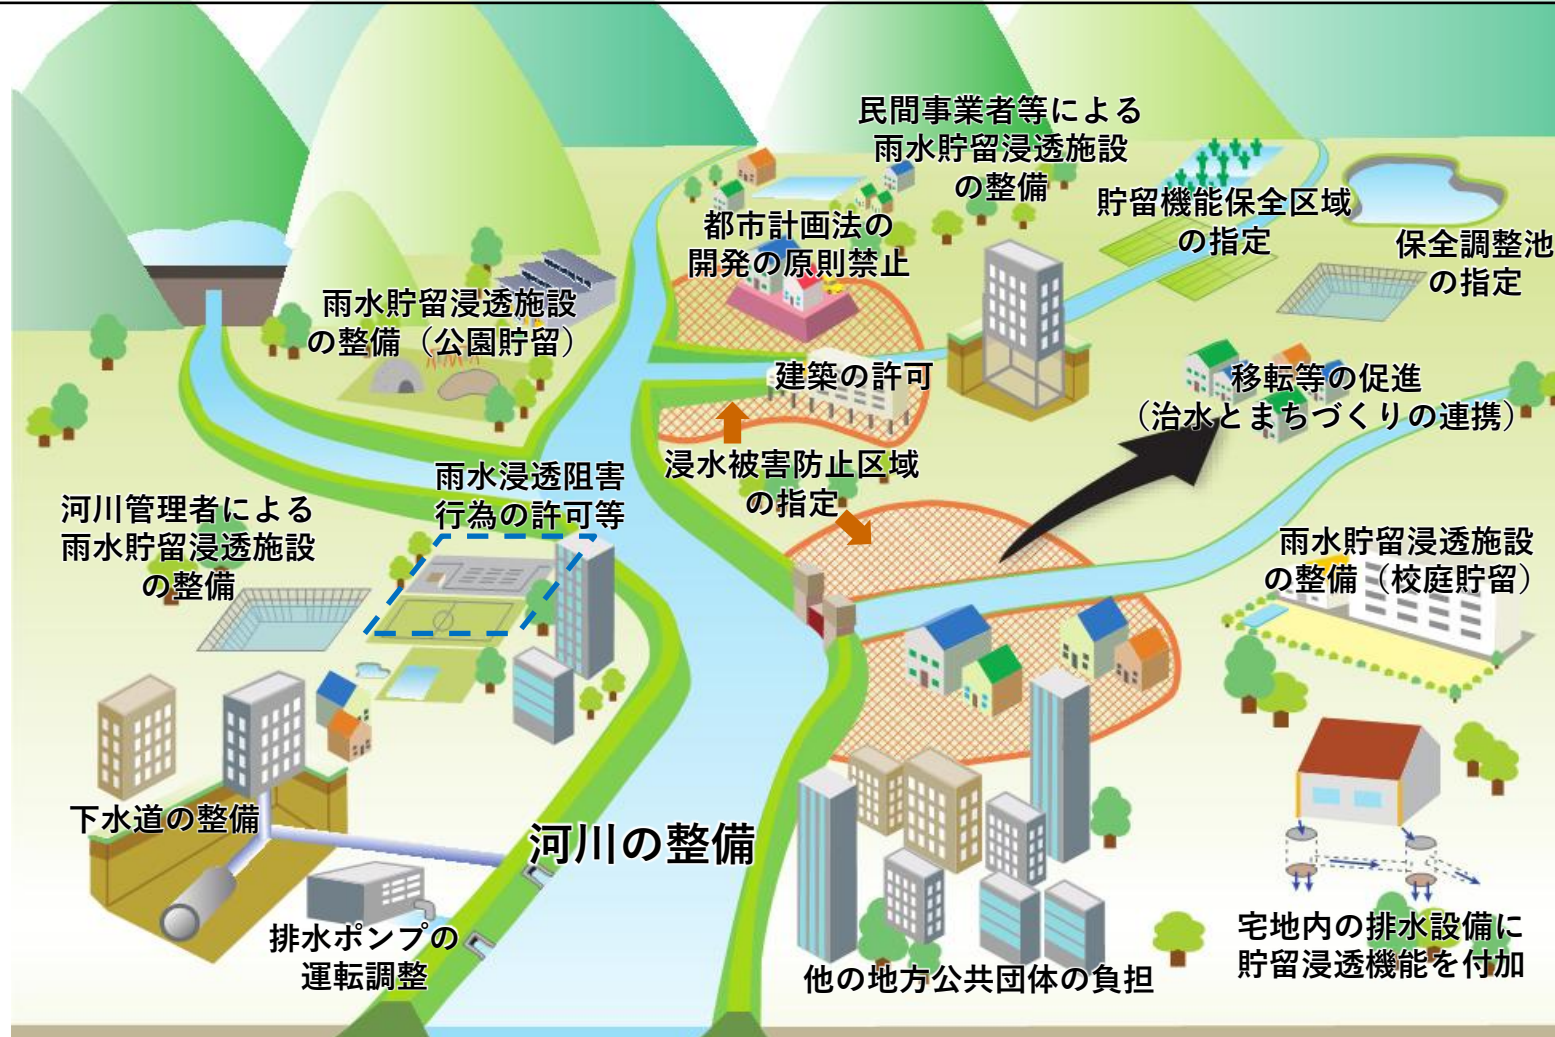 民間事業者等による
雨水貯留浸透施設
の整備
貯留機能保全区域
の指定
保全調整池
の指定
都市計画法の
開発の原則禁止
雨水貯留浸透施設
の整備（公園貯留）
建築の許可
移転等の促進
（治水とまちづくりの連携）
浸水被害防止区域
の指定
雨水浸透阻害
行為の許可等
河川管理者による
雨水貯留浸透施設
の整備
雨水貯留浸透施設
の整備（校庭貯留）
下水道の整備
河川の整備
排水ポンプの
運転調整
他の地方公共団体の負担
宅地内の排水設備に
貯留浸透機能を付加